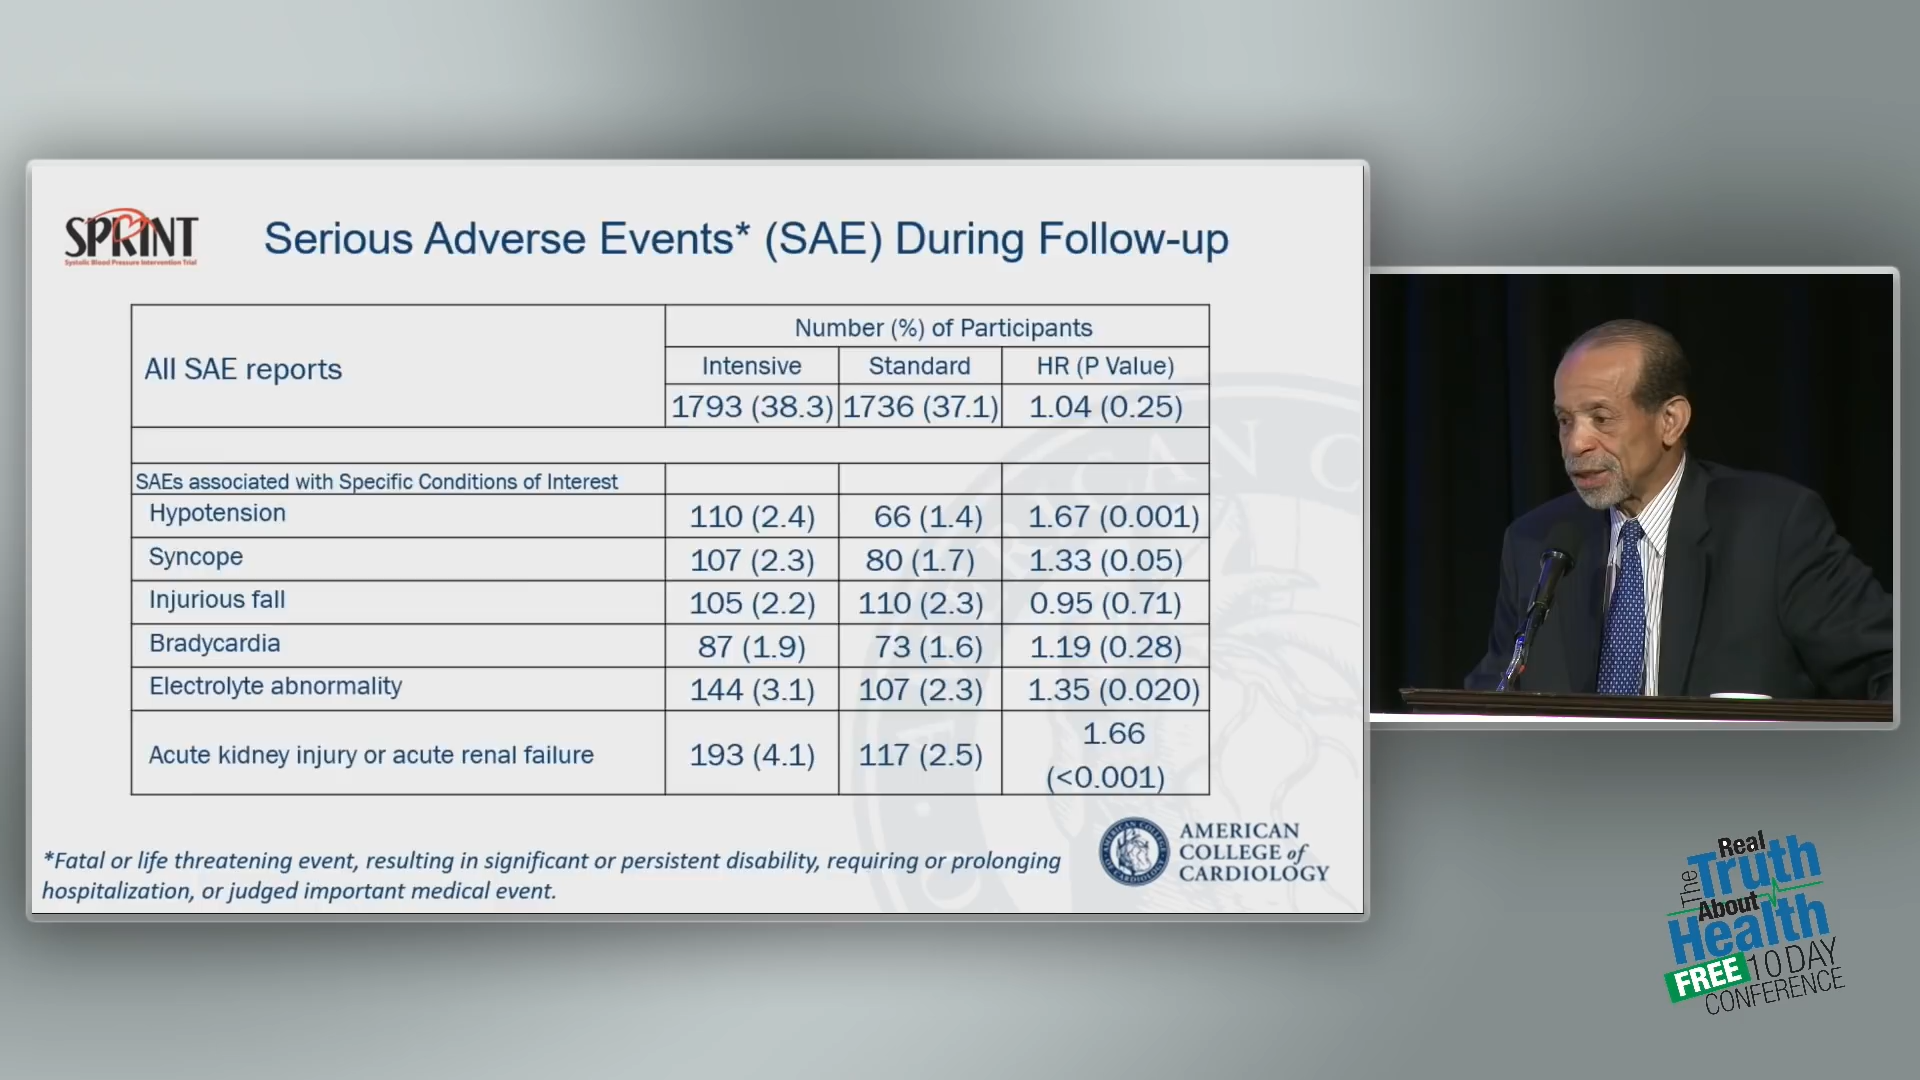 SPRINT
Systolic Blood Pressure Intervention Trial
Serious Adverse Events* (SAE) During Follow-up
All SAE reports
Number (%) of Participants
Intensive Standard HR (P Value)
1793 (38.3) 1736 (37.1) 1.04 (0.25)
SAEs associated with Specific Conditions of Interest
Hypotension 110 (2.4) 66 (1.4) 1.67 (0.001)
Syncope 107 (2.3) 80 (1.7) 1.33 (0.05)
Injurious fall 105 (2.2) 110 (2.3) 0.95 (0.71)
Bradycardia 87 (1.9) 73 (1.6) 1.19 (0.28)
Electrolyte abnormality 144 (3.1) 107 (2.3) 1.35 (0.020)
Acute kidney injury or acute renal failure 193 (4.1) 117 (2.5) 1.66
(<0.001)
*Fatal or life threatening event, resulting in significant or persistent disability, requiring or prolonging
hospitalization, or judged important medical event.
AMERICAN
COLLEGE of
CARDIOLOGY
The Real
Truth
About
Health
FREE 10 DAY
CONFERENCE